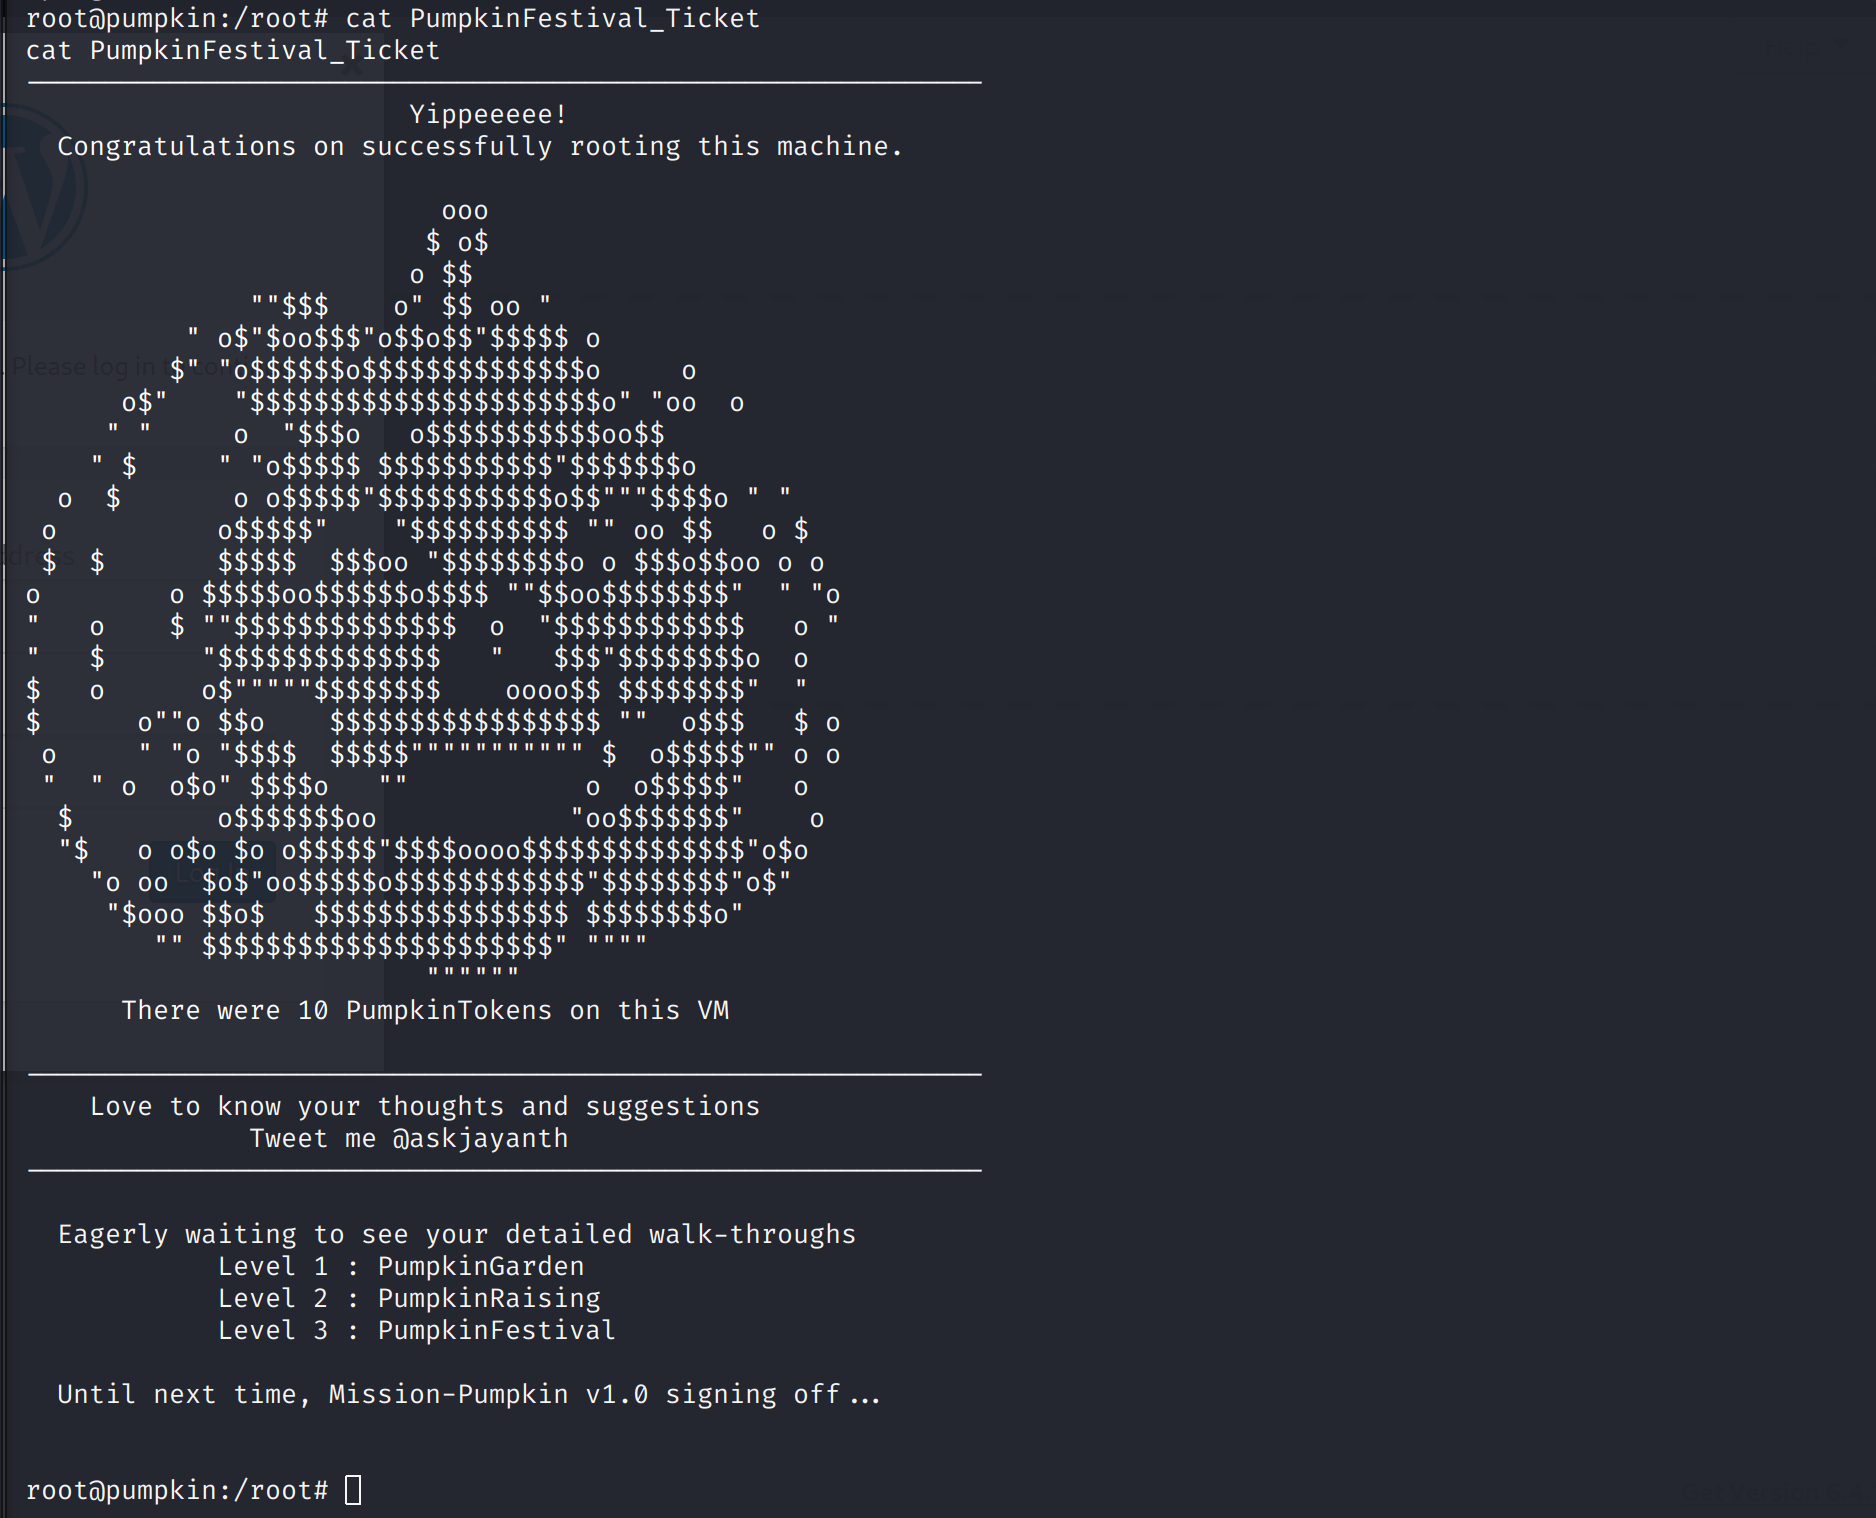 root@pumpkin:/root# cat PumpkinFestival_Ticket
cat PumpkinFestival_Ticket
Yippeeeee!
Congratulations on successfully rooting this machine.
ooo
$ o$
o $$
""$$$    o" $$ oo "
" o$"$oo$$$"o$$o$$"$$$$$ o
$" "o$$$$$$o$$$$$$$$$$$$$$o     o
o$"    "$$$$$$$$$$$$$$$$$$$$$$o" "oo  o
" "     o  "$$$o   o$$$$$$$$$$$oo$$
" $     " "o$$$$$ $$$$$$$$$$$"$$$$$$$o
o  $       o o$$$$$"$$$$$$$$$$$o$$"""$$$$o " "
o          o$$$$$"    "$$$$$$$$$$ "" oo $$   o $
$  $       $$$$$  $$$oo "$$$$$$$$o o $$$o$$oo o o
o        o $$$$$oo$$$$$$o$$$$ ""$$oo$$$$$$$$"  " "o
"   o    $ ""$$$$$$$$$$$$$$  o  "$$$$$$$$$$$$   o "
"   $      "$$$$$$$$$$$$$$   "   $$$"$$$$$$$$o  o
$   o      o$"""""$$$$$$$$    oooo$$ $$$$$$$$"  "
$      o""o $$o    $$$$$$$$$$$$$$$$$ ""  o$$$   $ o
o     " "o "$$$$  $$$$$""""""""""" $  o$$$$$"" o o
"  " o  o$o" $$$$o   ""           o  o$$$$$"   o
$         o$$$$$$$oo            "oo$$$$$$$"    o
"$   o o$o $o o$$$$$"$$$$oooo$$$$$$$$$$$$$$"o$o
"o oo  $o$"oo$$$$$o$$$$$$$$$$$$"$$$$$$$$"o$"
"$ooo $$o$   $$$$$$$$$$$$$$$$ $$$$$$$$o"
"" $$$$$$$$$$$$$$$$$$$$$$" """"
""""""
There were 10 PumpkinTokens on this VM
Love to know your thoughts and suggestions
Tweet me @askjayanth
Eagerly waiting to see your detailed walk-throughs
Level 1 : PumpkinGarden
Level 2 : PumpkinRaising
Level 3 : PumpkinFestival
Until next time, Mission-Pumpkin v1.0 signing off...
root@pumpkin:/root#